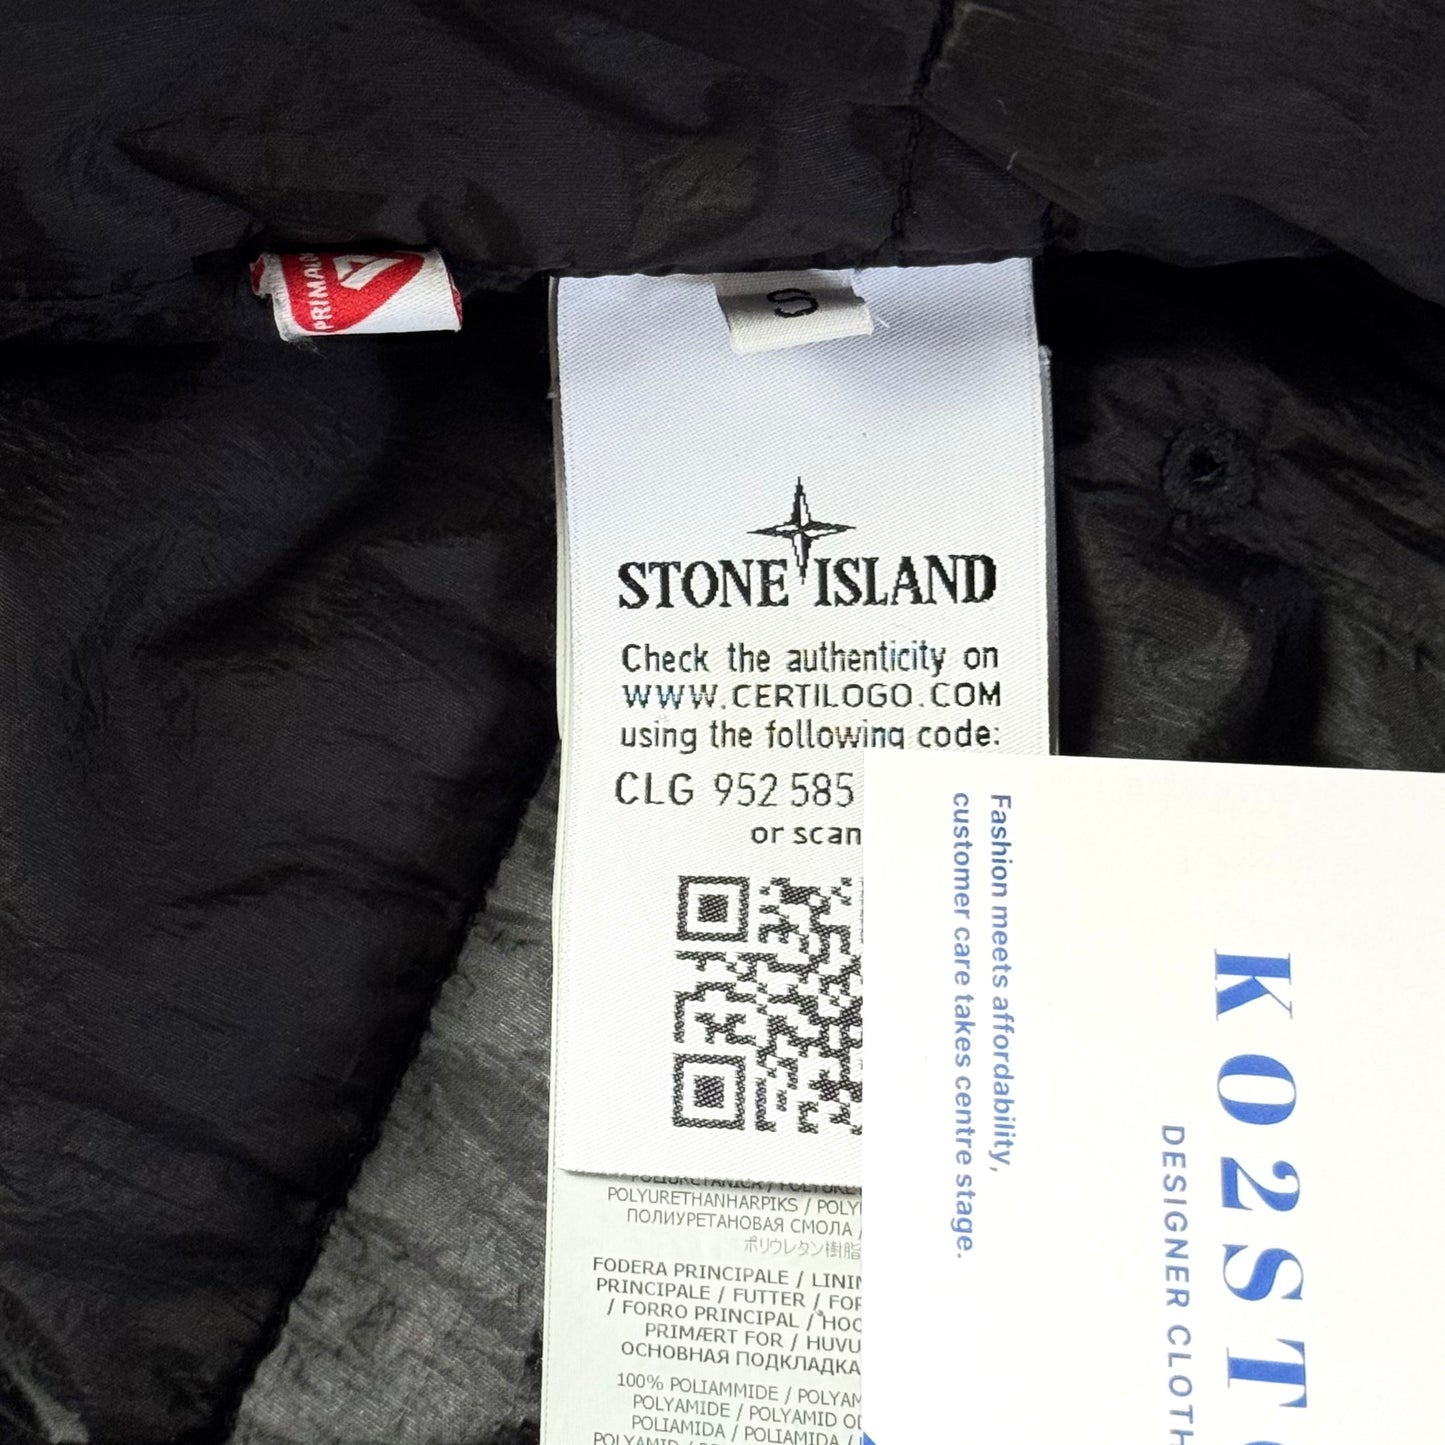 PRIMALO
S
STONE ISLAND
Check the authenticity on
WWW.CERTILOGO.COM
using the following code:
CLG 952 585
or scan
POLYURETHANHARPIKS / POLY
ПОЛИУРЕТАНОВАЯ СМОЛА /
ポリウレタン樹脂
FODERA PRINCIPALE / LININ
PRINCIPALE / FUTTER / FOR
/ FORRO PRINCIPAL / HOO
PRIMÆRT FOR / HUVU
ОСНОВНАЯ ПОДКЛАДКА
100% POLIAMMIDE / POLYAM
POLYAMIDE / POLYAMID
POLIAMIDA / POLIAMIDA /
Fashion meets affordability,
customer care takes centre stage.
K02ST
DESIGNER CLOTH